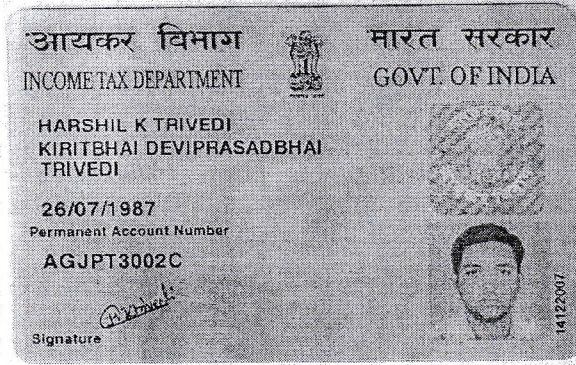 आयकर विभाग
INCOME TAX DEPARTMENT
भारत सरकार
GOVT. OF INDIA
HARSHIL K TRIVEDI
KIRITBHAI DEVIPRASADBHAI
TRIVEDI
26/07/1987
Permanent Account Number
AGJPT3002C
Signature
14122007